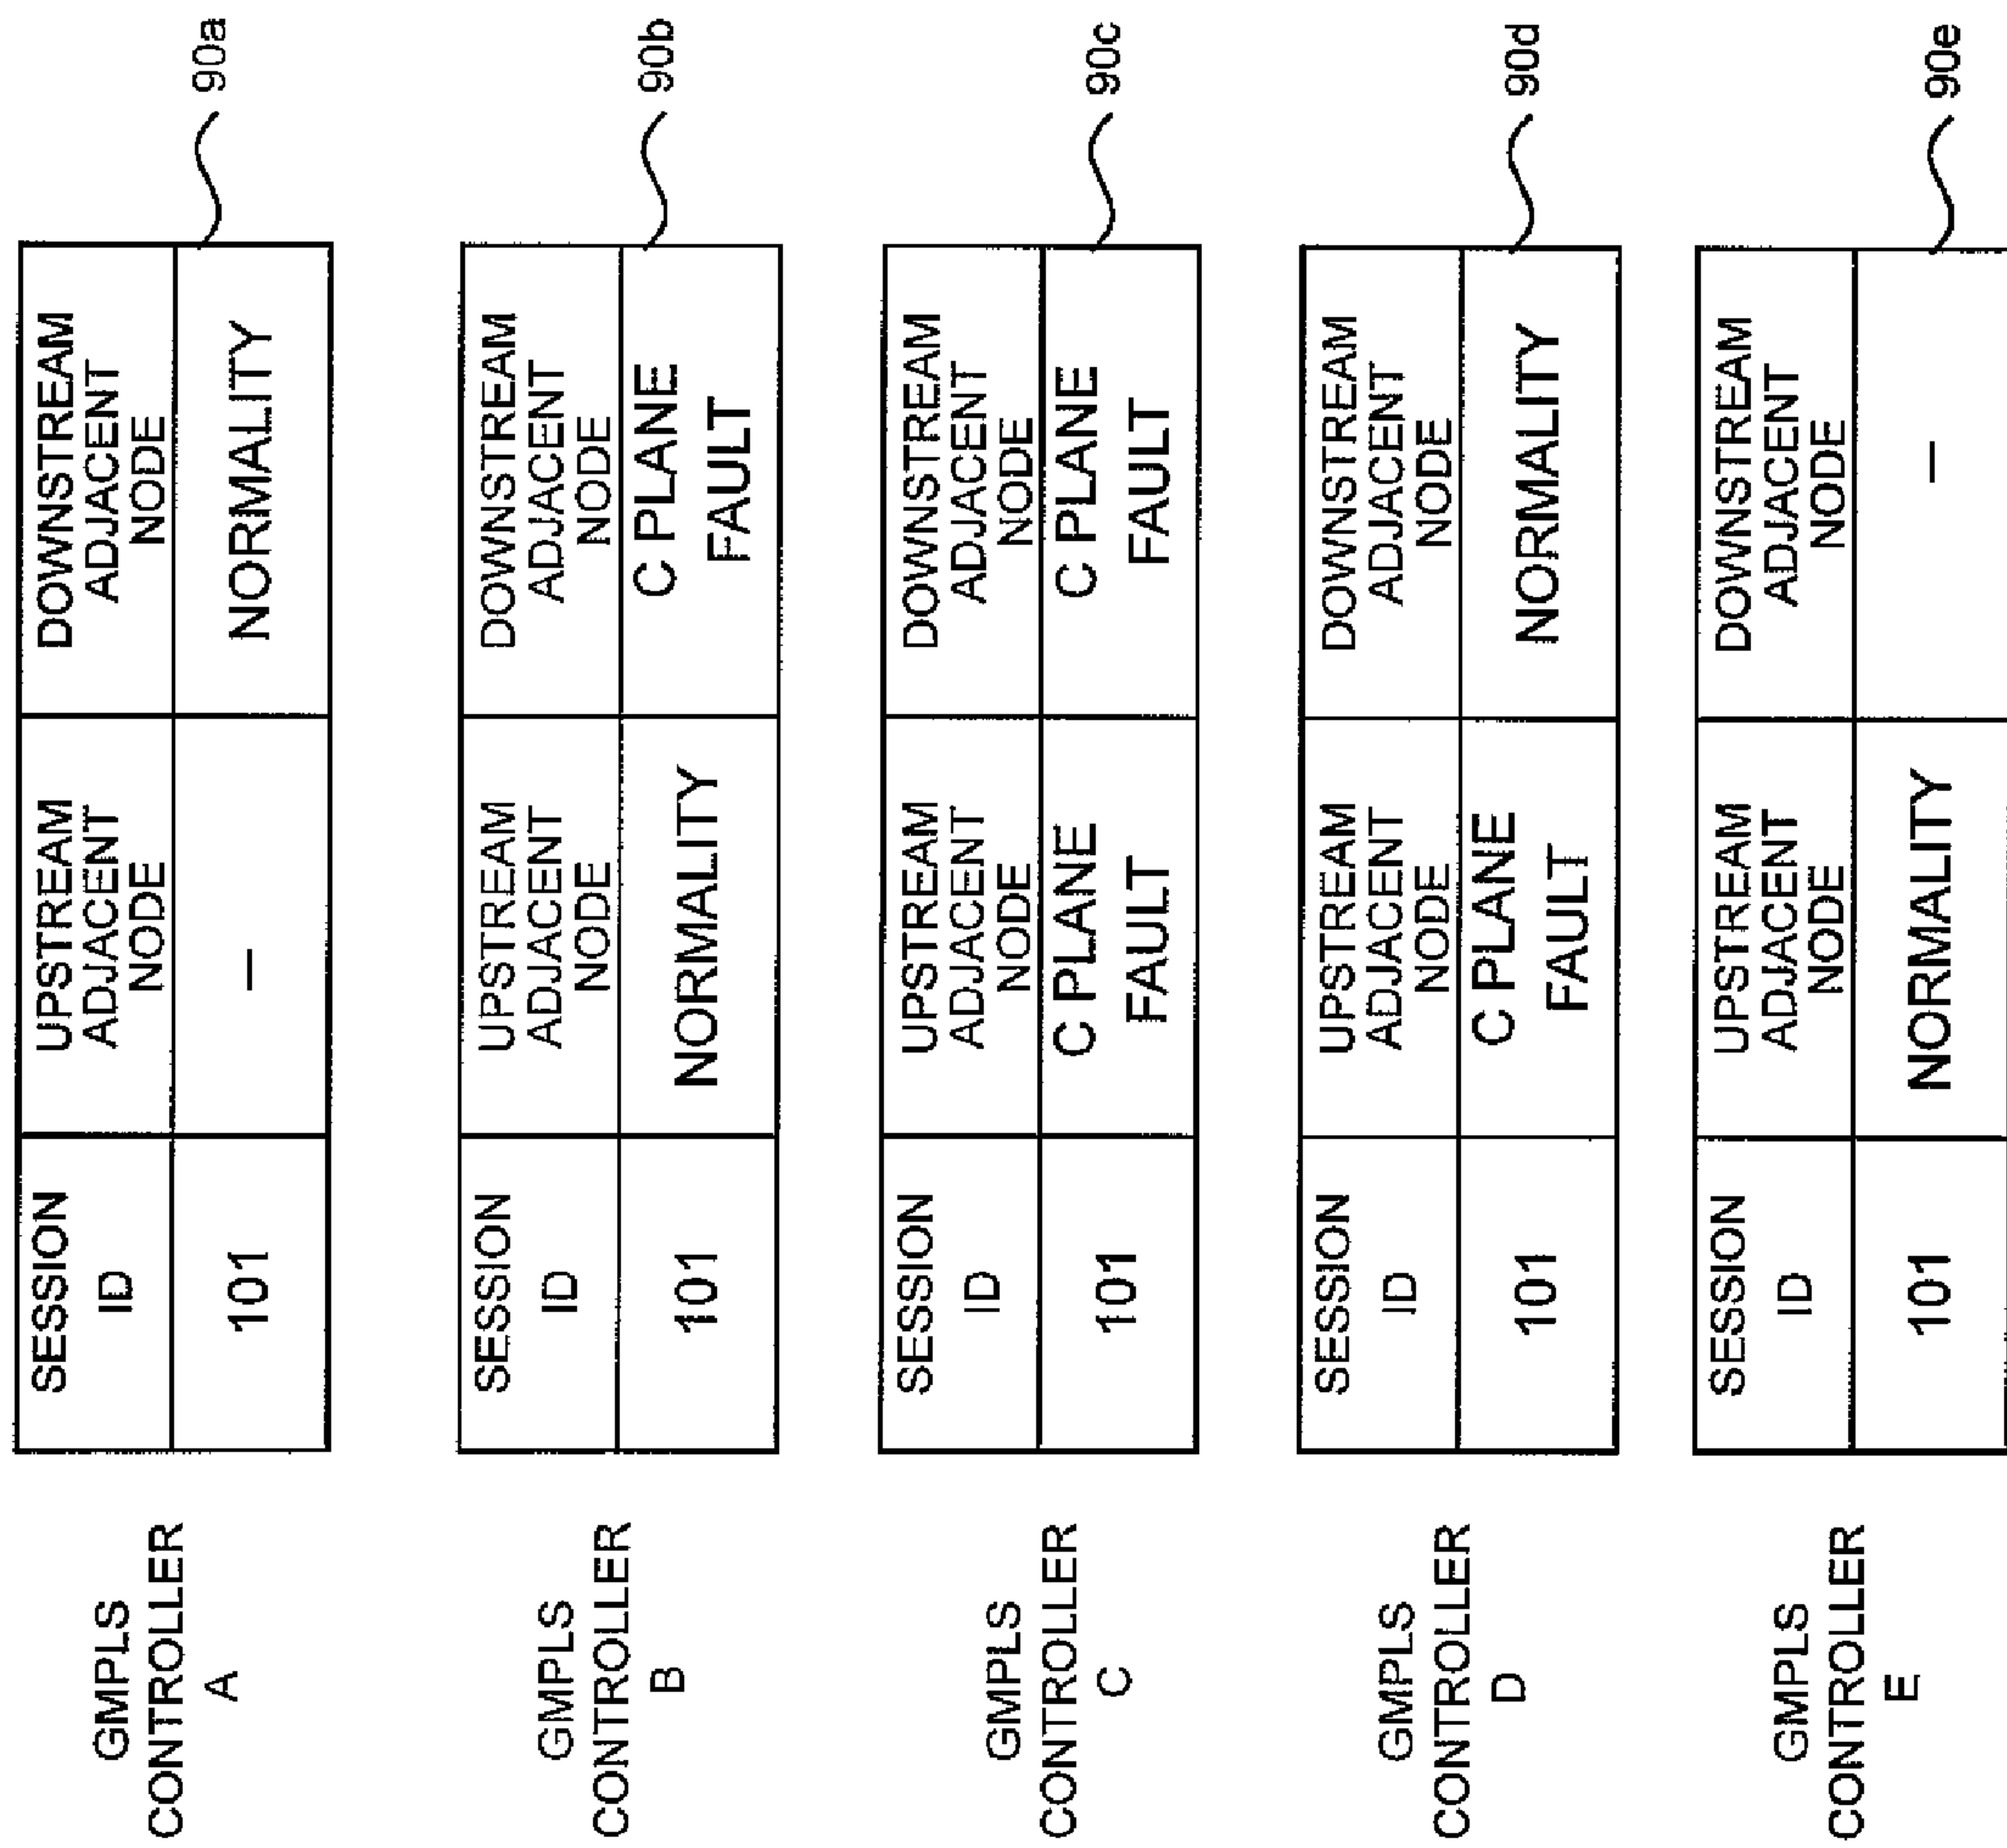 GMPLS
CONTROLLER
A
SESSION
ID
UPSTREAM
ADJACENT
NODE
DOWNSTREAM
ADJACENT
NODE
101
–
NORMALITY
90a
GMPLS
CONTROLLER
B
SESSION
ID
UPSTREAM
ADJACENT
NODE
DOWNSTREAM
ADJACENT
NODE
101
NORMALITY
C PLANE
FAULT
90b
GMPLS
CONTROLLER
C
SESSION
ID
UPSTREAM
ADJACENT
NODE
DOWNSTREAM
ADJACENT
NODE
101
C PLANE
FAULT
C PLANE
FAULT
90c
GMPLS
CONTROLLER
D
SESSION
ID
UPSTREAM
ADJACENT
NODE
DOWNSTREAM
ADJACENT
NODE
101
C PLANE
FAULT
NORMALITY
90d
GMPLS
CONTROLLER
E
SESSION
ID
UPSTREAM
ADJACENT
NODE
DOWNSTREAM
ADJACENT
NODE
101
NORMALITY
–
90e